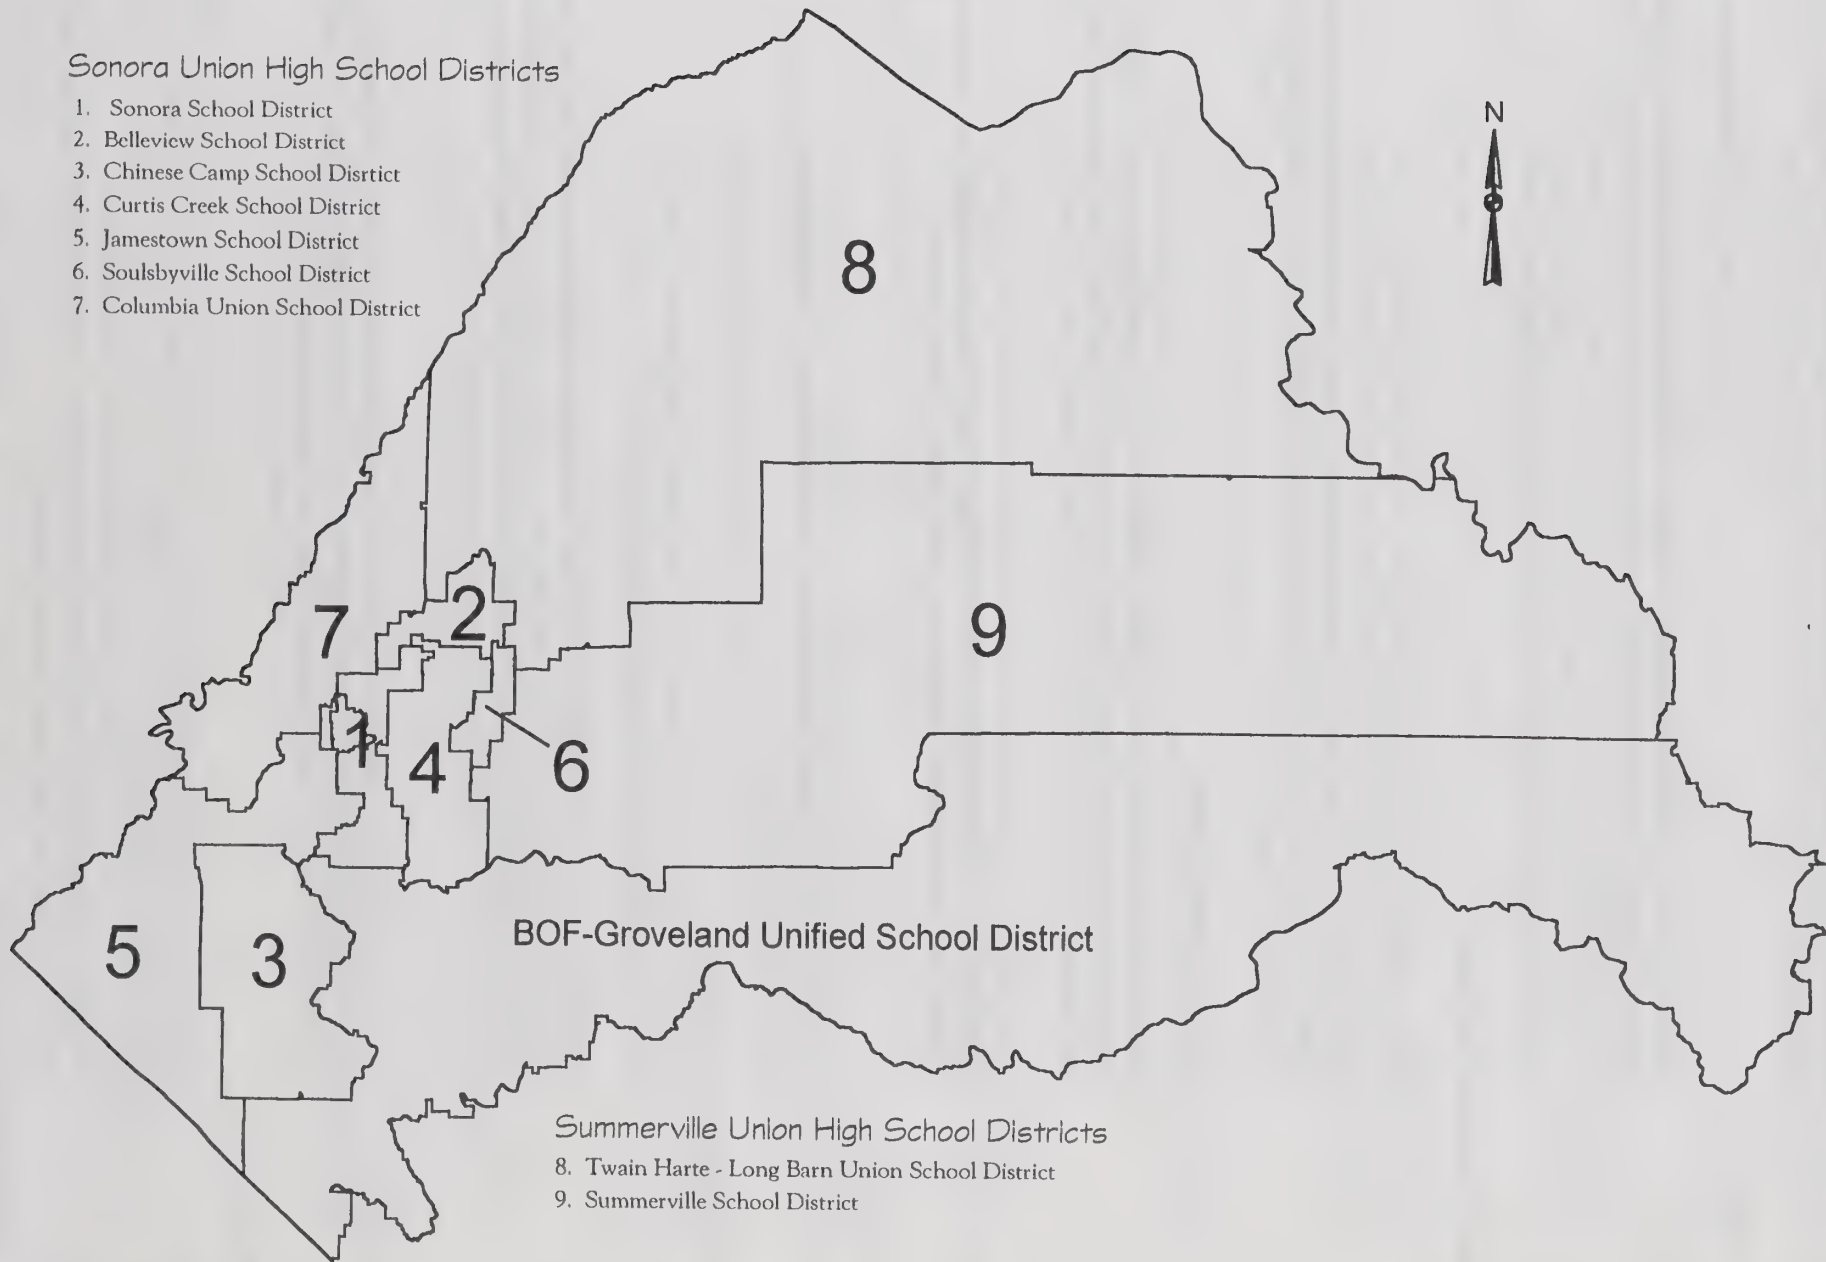 Sonora Union High School Districts
1. Sonora School District
2. Belleview School District
3. Chinese Camp School Disrtict
4. Curtis Creek School District
5. Jamestown School District
6. Soulsbyville School District
7. Columbia Union School District
N
8
2
7
9
1
4
6
5
3
BOF-Groveland Unified School District
Summerville Union High School Districts
8. Twain Harte - Long Barn Union School District
9. Summerville School District